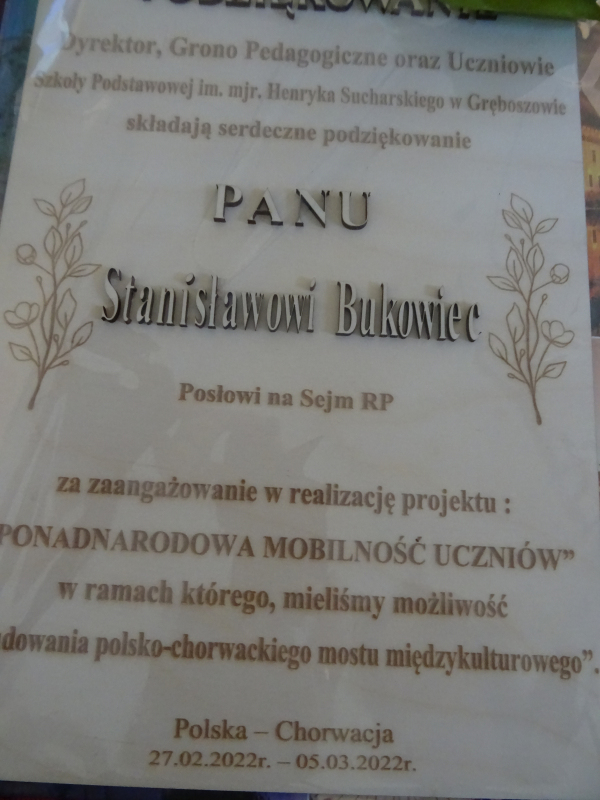 PODZIĘKOWANIE
Dyrektor, Grono Pedagogiczne oraz Uczniowie
Szkoły Podstawowej im. mjr. Henryka Sucharskiego w Gręboszowie
składają serdeczne podziękowanie
PANU
Stanisławowi Bukowiec
Posłowi na Sejm RP
za zaangażowanie w realizację projektu :
PONADNARODOWA MOBILNOŚĆ UCZNIÓW”
w ramach którego, mieliśmy możliwość
udowania polsko-chorwackiego mostu międzykulturowego”.
Polska – Chorwacja
27.02.2022r. – 05.03.2022r.